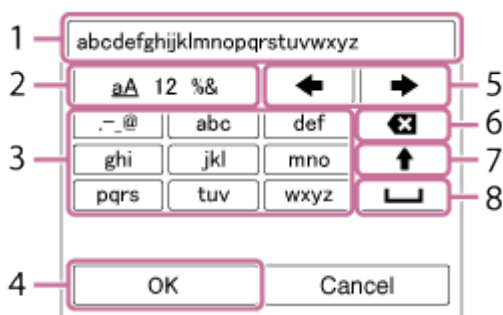 1 abcdefghijklmnopqrstuvwxyz
2 aA 12 %& 5
.-_@ abc def 6
3 ghi jkl mno 7
pqrs tuv wxyz 8
4 OK Cancel